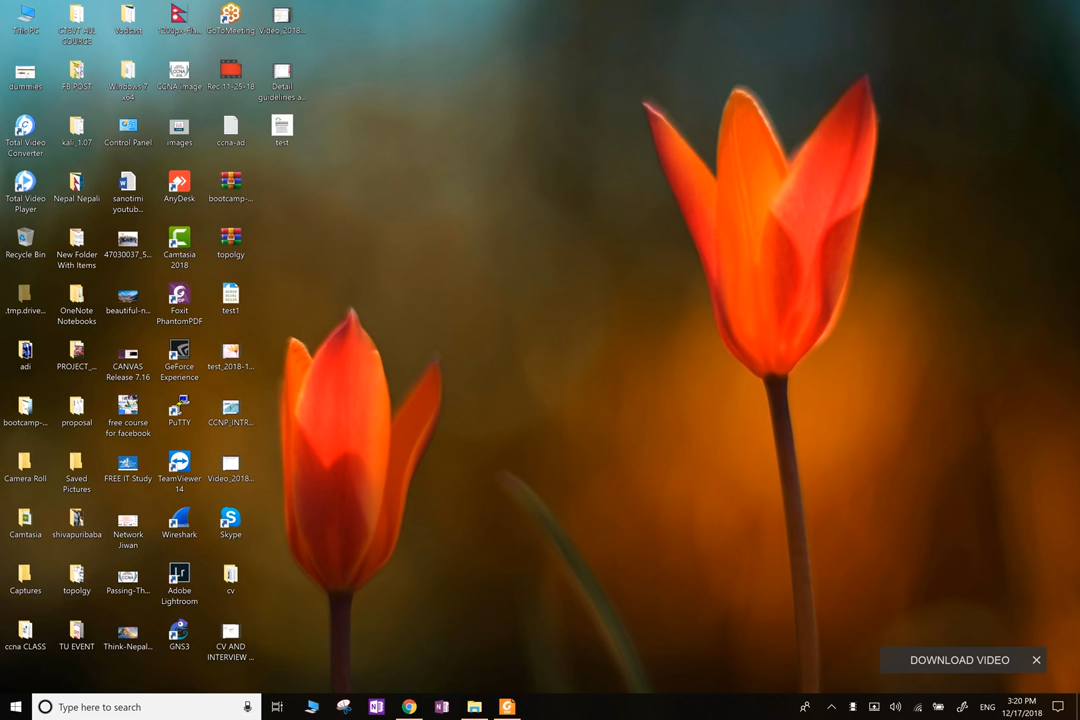 This PC
CTEVT ALL
COURSE
Vodcast
1200px-Fl...
GoToMeeting
Video_2018...
dummies
FB POST
Windows 7
x64
CCNA image
Rec 11-25-18
Detail
guidelines a...
Total Video
Converter
kali_1.07
Control Panel
images
ccna-ad
test
Total Video
Player
Nepal Nepali
sanotimi
youtub...
AnyDesk
bootcamp-...
Recycle Bin
New Folder
With Items
47030037_5...
Camtasia
2018
topolgy
.tmp.drive...
OneNote
Notebooks
beautiful-n...
Foxit
PhantomPDF
test1
adi
PROJECT_...
CANVAS
Release 7.16
GeForce
Experience
test_2018-1...
bootcamp-...
proposal
free course
for facebook
PuTTY
CCNP_INTR...
Camera Roll
Saved
Pictures
FREE IT Study
TeamViewer
14
Video_2018...
Camtasia
shivapuribaba
Network
Jiwan
Wireshark
Skype
Captures
topolgy
Passing-Th...
Adobe
Lightroom
cv
ccna CLASS
TU EVENT
Think-Nepal...
GNS3
CV AND
INTERVIEW ...
DOWNLOAD VIDEO
Type here to search
ENG
3:20 PM
12/17/2018